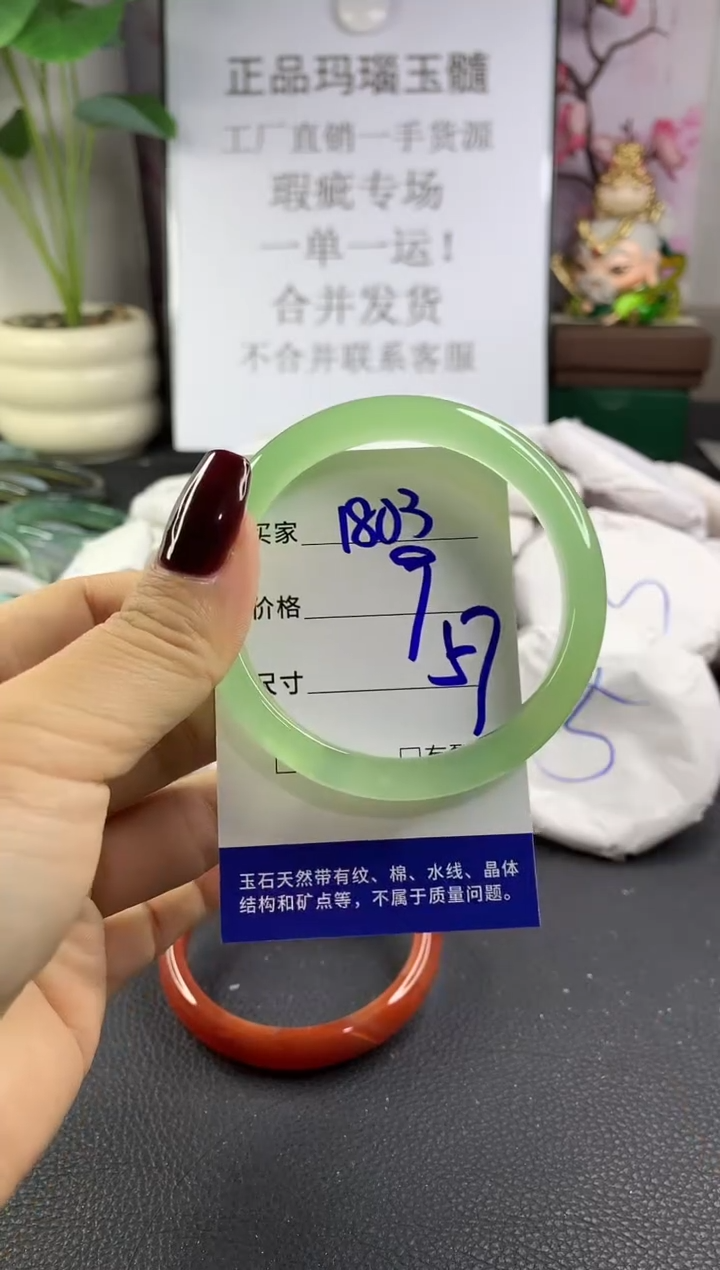 正品玛瑙玉髓
工厂直销一手货源
瑕疵专场
一单一运！
合并发货
不合并联系客服
买家 1803
价格 9
尺寸 57
玉石天然带有纹、棉、水线、晶体
结构和矿点等，不属于质量问题。
5